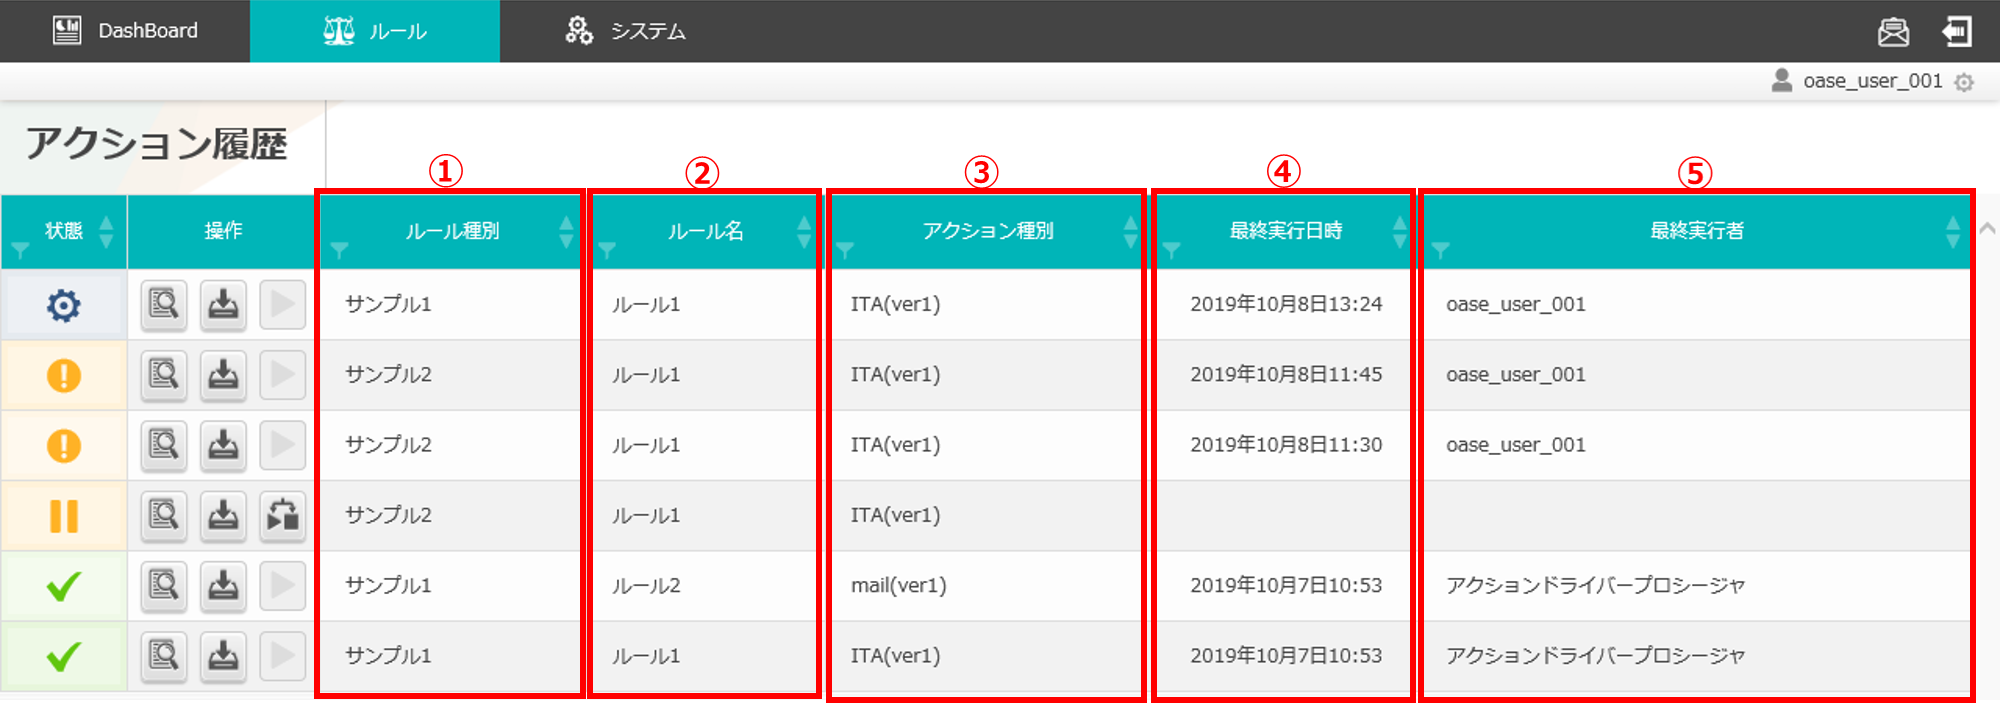 DashBoard ルール システム
oase_user_001
アクション履歴
① ② ③ ④ ⑤
状態 操作 ルール種別 ルール名 アクション種別 最終実行日時 最終実行者
サンプル1 ルール1 ITA(ver1) 2019年10月8日13:24 oase_user_001
サンプル2 ルール1 ITA(ver1) 2019年10月8日11:45 oase_user_001
サンプル2 ルール1 ITA(ver1) 2019年10月8日11:30 oase_user_001
サンプル2 ルール1 ITA(ver1)
サンプル1 ルール2 mail(ver1) 2019年10月7日10:53 アクションドライバープロシージャ
サンプル1 ルール1 ITA(ver1) 2019年10月7日10:53 アクションドライバープロシージャ